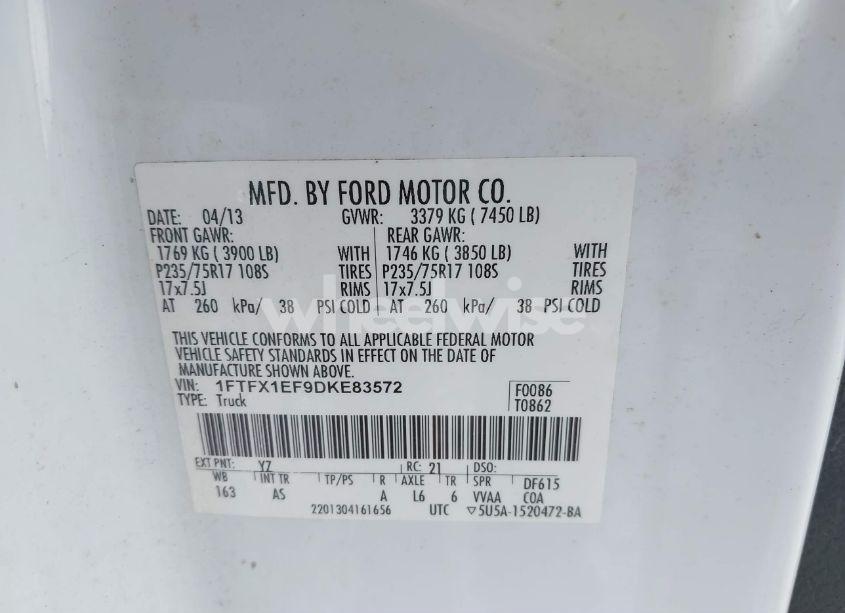 MFD. BY FORD MOTOR CO.
DATE: 04/13 GVWR: 3379 KG ( 7450 LB)
FRONT GAWR: REAR GAWR:
1769 KG ( 3900 LB) WITH 1746 KG ( 3850 LB) WITH
P235/75R17 108S TIRES P235/75R17 108S TIRES
17x7.5J RIMS 17x7.5J RIMS
AT 260 kPa/ 38 PSI COLD AT 260 kPa/ 38 PSI COLD
wheelwise
THIS VEHICLE CONFORMS TO ALL APPLICABLE FEDERAL MOTOR
VEHICLE SAFETY STANDARDS IN EFFECT ON THE DATE OF
MANUFACTURE SHOWN ABOVE.
VIN: 1FTFX1EF9DKE83572 F0086
TYPE: Truck T0862
EXT PNT: YZ RC: 21 DSO:
WB INT TR TP/PS R AXLE TR SPR DF615
163 AS A L6 6 VVAA COA
2201304161656 UTC ▽5U5A-1520472-BA